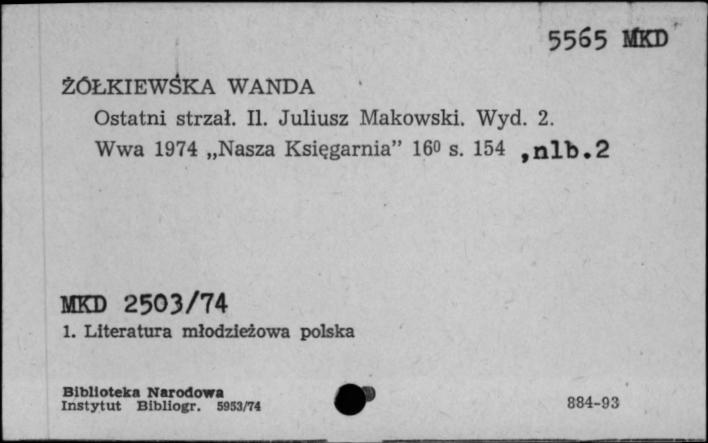 5565 MKD
ŻÓŁKIEWSKA WANDA
Ostatni strzał. Il. Juliusz Makowski. Wyd. 2.
Wwa 1974 „Nasza Księgarnia” 16⁰ s. 154 ,nlb.2
MKD 2503/74
1. Literatura młodzieżowa polska
Biblioteka Narodowa
Instytut Bibliogr. 5953/74
884-93